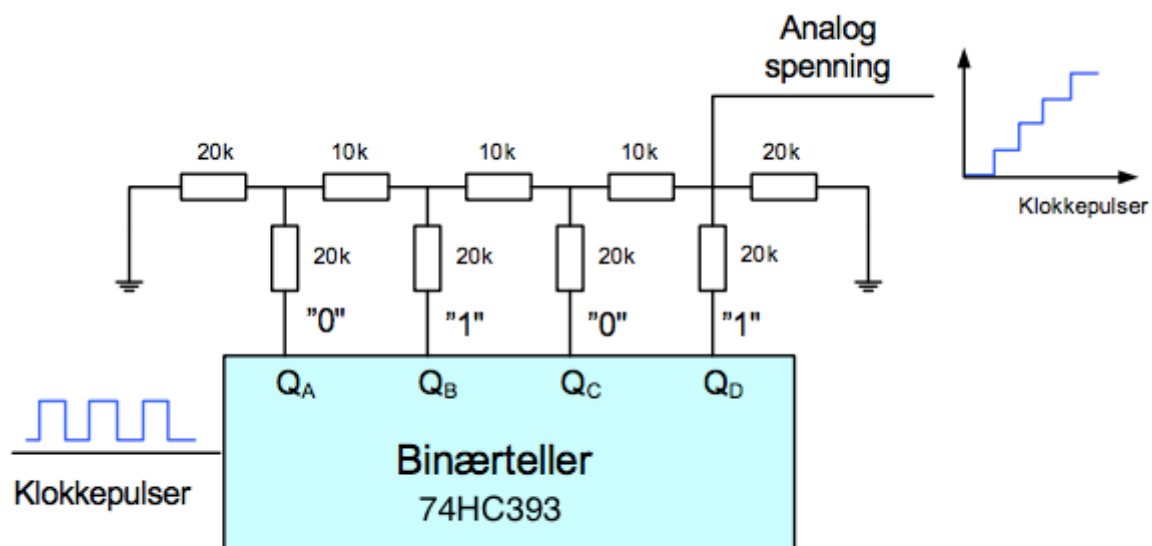 Analog
spenning
20k 10k 10k 10k 20k
Klokkepulser
20k 20k 20k 20k
”0" ”1" ”0" ”1"
QA QB QC QD
Binærteller
Klokkepulser
74HC393